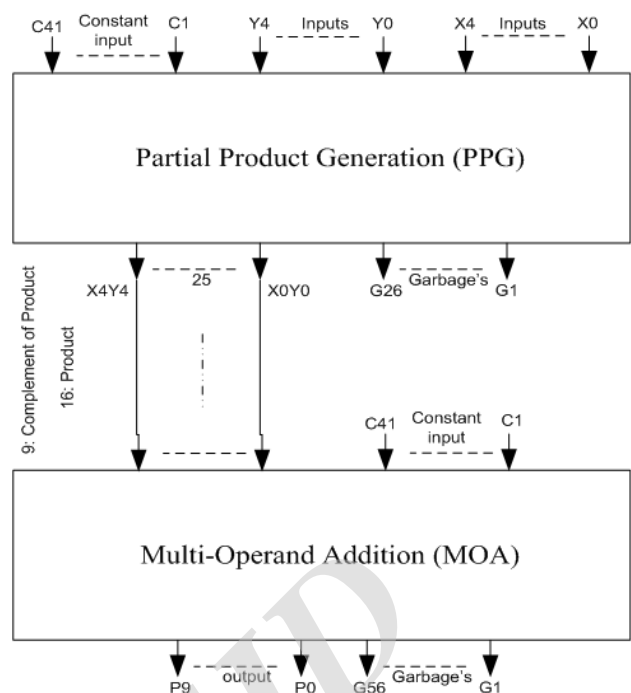 C41 Constant input C1 Y4 Inputs Y0 X4 Inputs X0
Partial Product Generation (PPG)
X4Y4 25 X0Y0 G26 Garbage's G1
9: Complement of Product
16: Product
C41 Constant input C1
Multi-Operand Addition (MOA)
P9 output P0 G56 Garbage's G1